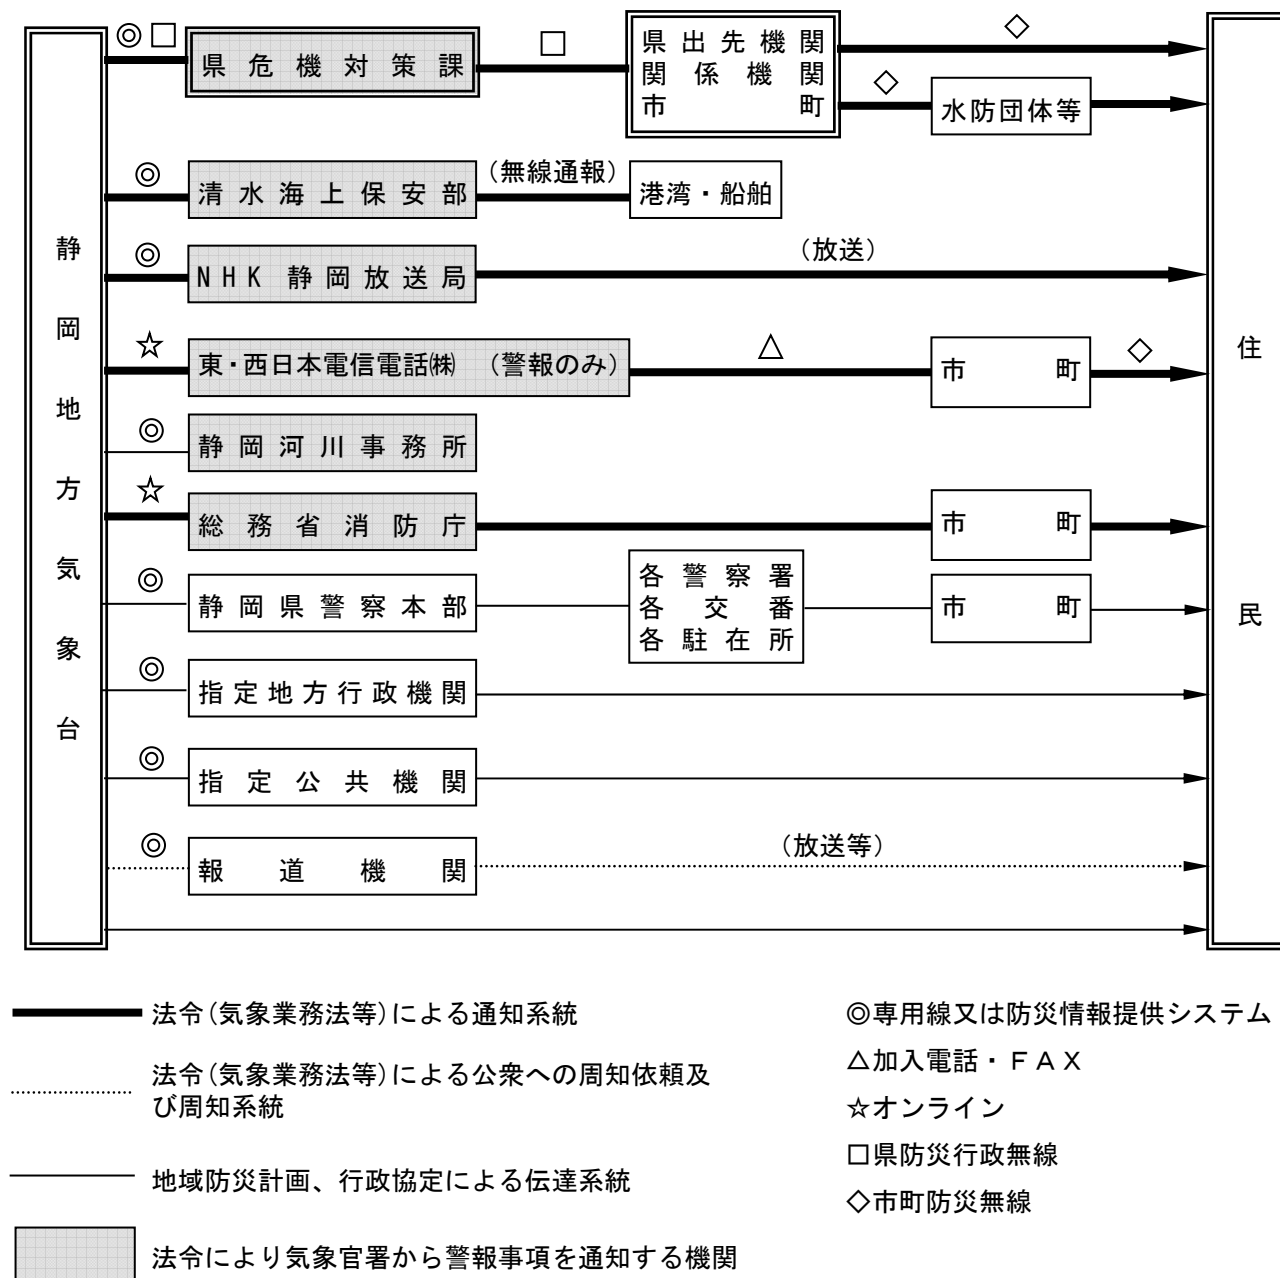 静岡地方気象台
◎□
県危機対策課
□
県出先機関
関係機関
市町
◇
◇
水防団体等
◎
清水海上保安部
(無線通報)
港湾・船舶
◎
NHK静岡放送局
(放送)
☆
東・西日本電信電話㈱ (警報のみ)
△
市町
◇
◎
静岡河川事務所
☆
総務省消防庁
市町
◎
静岡県警察本部
各警察署
各交番
各駐在所
市町
◎
指定地方行政機関
◎
指定公共機関
◎
報道機関
(放送等)
住民
法令(気象業務法等)による通知系統
法令(気象業務法等)による公衆への周知依頼及
び周知系統
地域防災計画、行政協定による伝達系統
法令により気象官署から警報事項を通知する機関
◎専用線又は防災情報提供システム
△加入電話・FAX
☆オンライン
□県防災行政無線
◇市町防災無線